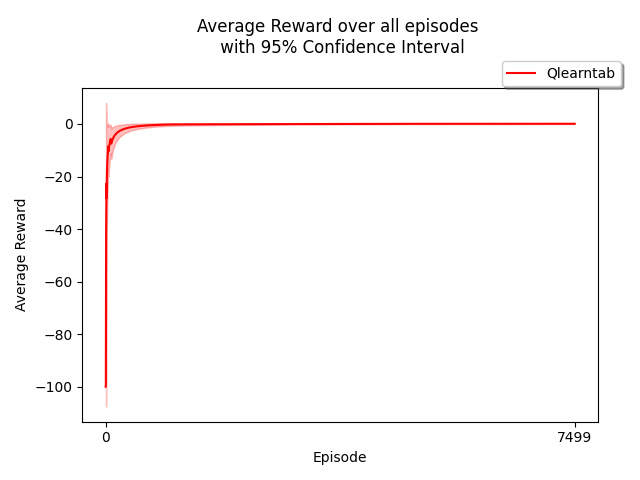 Average Reward over all episodes
with 95% Confidence Interval
Qlearntab
0
−20
−40
−60
−80
−100
Average Reward
0
7499
Episode